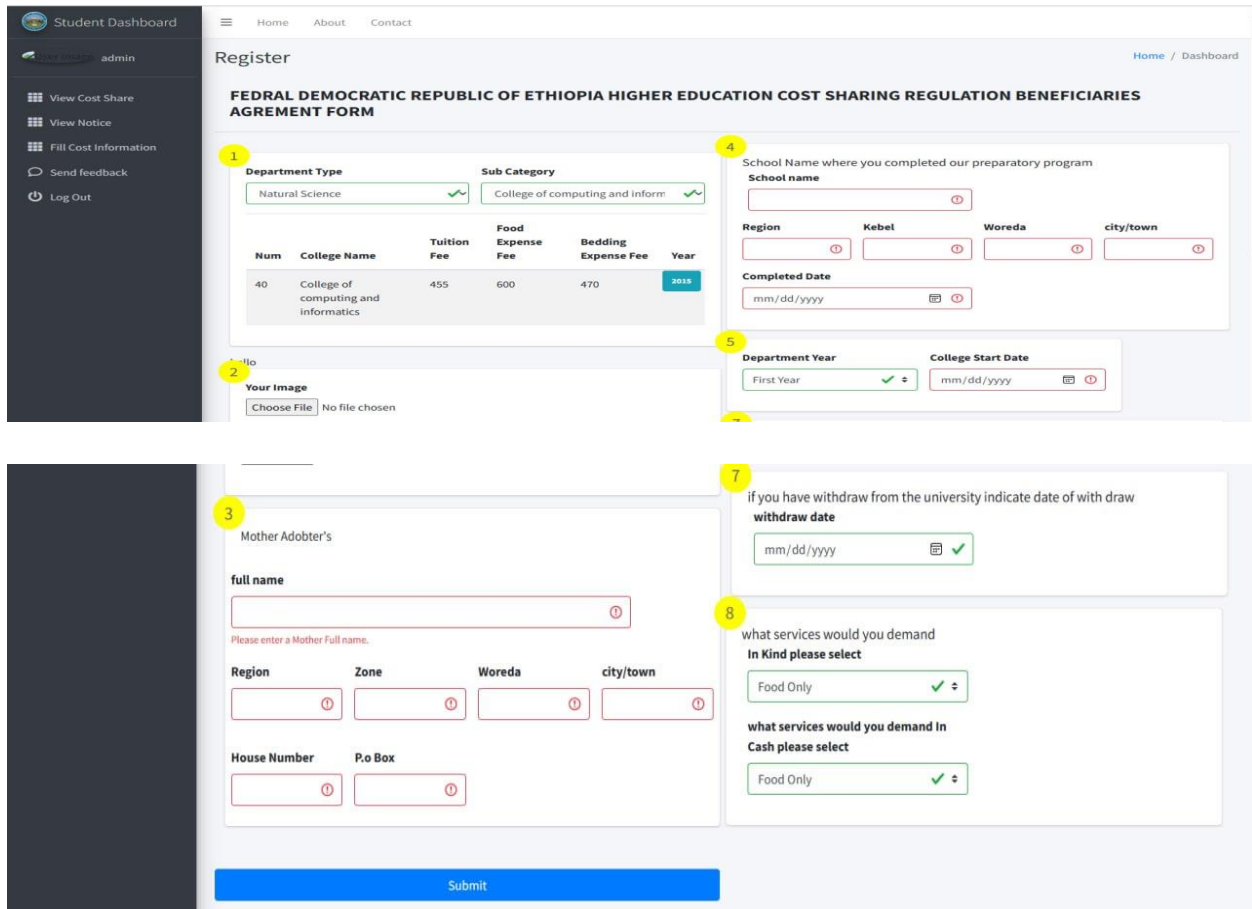 Student Dashboard
Home About Contact
admin
View Cost Share
View Notice
Fill Cost Information
Send feedback
Log Out
Register
Home / Dashboard
FEDRAL DEMOCRATIC REPUBLIC OF ETHIOPIA HIGHER EDUCATION COST SHARING REGULATION BENEFICIARIES
AGREMENT FORM
1
Department Type Sub Category
Natural Science College of computing and inform
Num College Name Tuition Fee Food Expense Fee Bedding Expense Fee Year
40 College of computing and informatics 455 600 470 2015
2
Your Image
Choose File No file chosen
4
School Name where you completed our preparatory program
School name
Region Kebel Woreda city/town
Completed Date
mm/dd/yyyy
5
Department Year College Start Date
First Year mm/dd/yyyy
3
Mother Adobter's
full name
Please enter a Mother Full name.
Region Zone Woreda city/town
House Number P.o Box
7
if you have withdraw from the university indicate date of with draw
withdraw date
mm/dd/yyyy
8
what services would you demand
In Kind please select
Food Only
what services would you demand In
Cash please select
Food Only
Submit